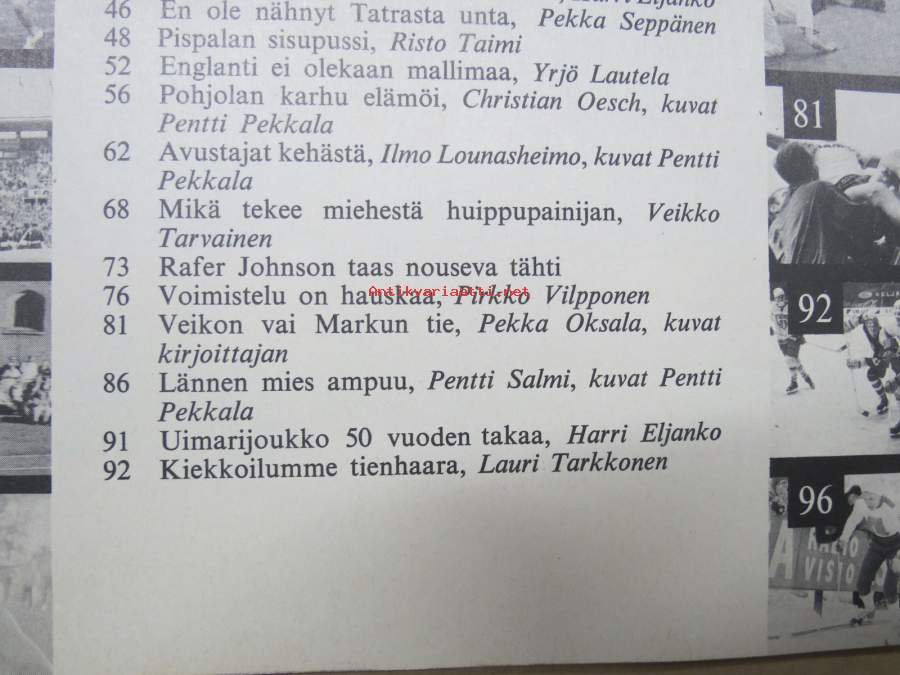 Harri Eljanko
46 En ole nähnyt Tatrasta unta, Pekka Seppänen
48 Pispalan sisupussi, Risto Taimi
52 Englanti ei olekaan mallimaa, Yrjö Lautela
56 Pohjolan karhu elämöi, Christian Oesch, kuvat
Pentti Pekkala
62 Avustajat kehästä, Ilmo Lounasheimo, kuvat Pentti
Pekkala
68 Mikä tekee miehestä huippupainijan, Veikko
Tarvainen
73 Rafer Johnson taas nouseva tähti
76 Voimistelu on hauskaa, Pirkko Vilpponen
Antikvariaatti.net
81 Veikon vai Markun tie, Pekka Oksala, kuvat
kirjoittajan
86 Lännen mies ampuu, Pentti Salmi, kuvat Pentti
Pekkala
91 Uimarijoukko 50 vuoden takaa, Harri Eljanko
92 Kiekkoilumme tienhaara, Lauri Tarkkonen
81
92
96
VISIO